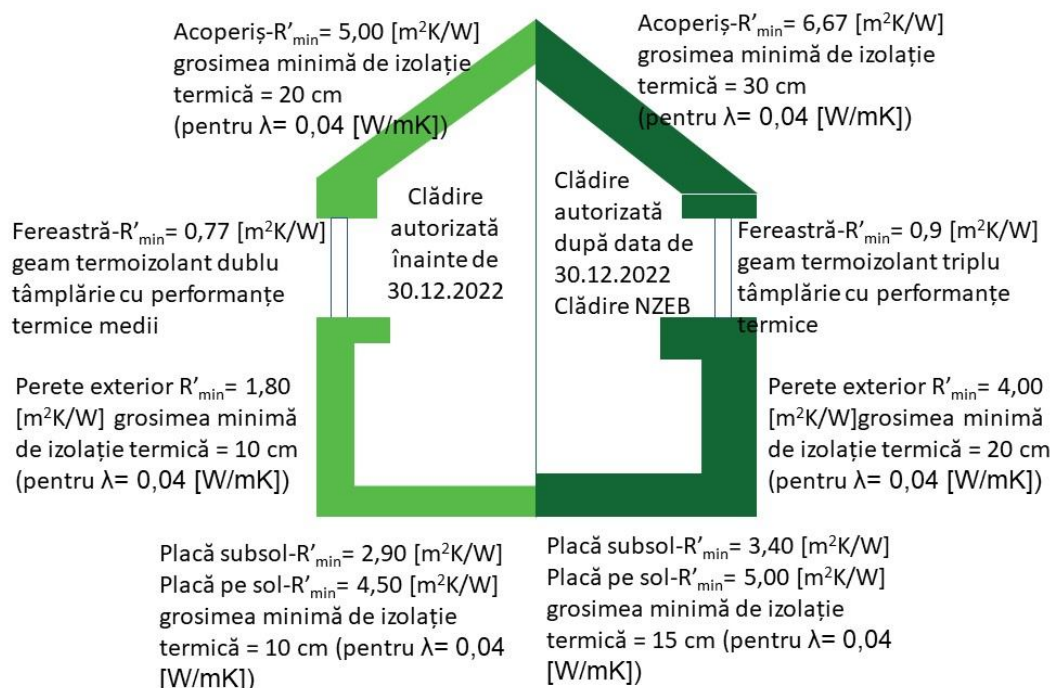 Acoperiș-R’min= 5,00 [m²K/W]
grosimea minimă de izolație
termică = 20 cm
(pentru λ= 0,04 [W/mK])
Acoperiș-R’min= 6,67 [m²K/W]
grosimea minimă de izolație
termică = 30 cm
(pentru λ= 0,04 [W/mK])
Fereastră-R’min= 0,77 [m²K/W]
geam termoizolant dublu
tâmplărie cu performanțe
termice medii
Clădire
autorizată
înainte de
30.12.2022
Clădire
autorizată
după data de
30.12.2022
Clădire NZEB
Fereastră-R’min= 0,9 [m²K/W]
geam termoizolant triplu
tâmplărie cu performanțe
termice
Perete exterior R’min= 1,80
[m²K/W] grosimea minimă
de izolație termică = 10 cm
(pentru λ= 0,04 [W/mK])
Perete exterior R’min= 4,00
[m²K/W]grosimea minimă
de izolație termică = 20 cm
(pentru λ= 0,04 [W/mK])
Placă subsol-R’min= 2,90 [m²K/W]
Placă pe sol-R’min= 4,50 [m²K/W]
grosimea minimă de izolație
termică = 10 cm (pentru λ= 0,04
[W/mK])
Placă subsol-R’min= 3,40 [m²K/W]
Placă pe sol-R’min= 5,00 [m²K/W]
grosimea minimă de izolație
termică = 15 cm (pentru λ= 0,04
[W/mK])